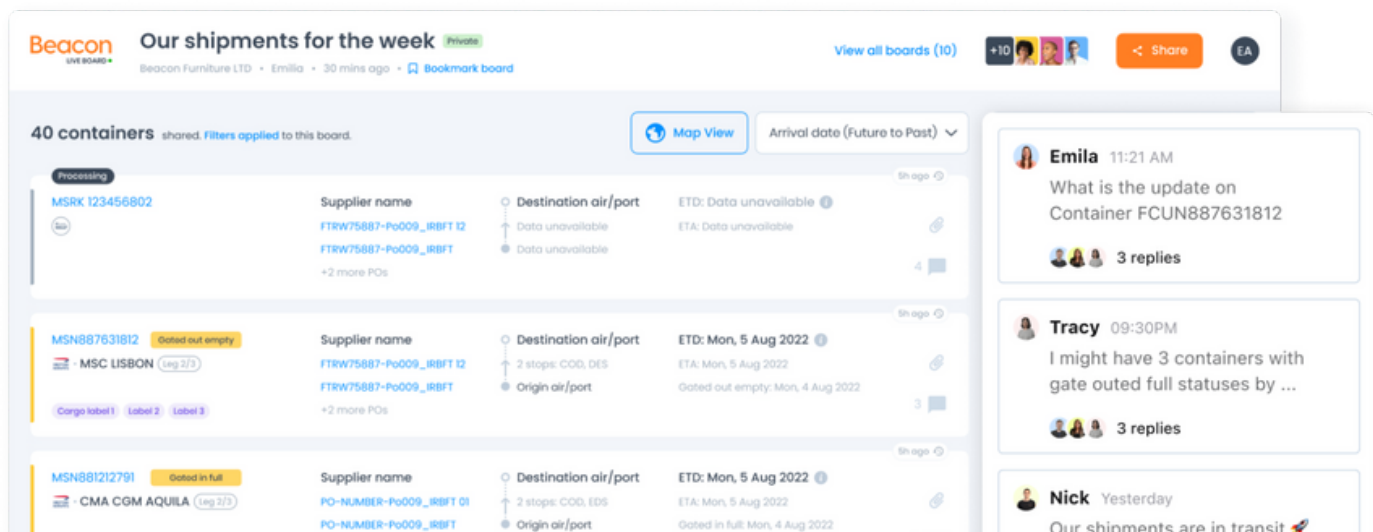 Beacon
LIVE BOARD
Our shipments for the week Private
Beacon Furniture LTD • Emilia • 30 mins ago • Bookmark board
View all boards (10)
+10
Share
EA
40 containers shared. Filters applied to this board.
Map View
Arrival date (Future to Past)
Processing
5h ago
MSRK 123456802
Supplier name
FTRW75887-Po009_IRBFT 12
FTRW75887-Po009_IRBFT
+2 more POs
Destination air/port
Data unavailable
Data unavailable
ETD: Data unavailable
ETA: Data unavailable
4
5h ago
MSN887631812 Gated out empty
· MSC LISBON Leg 2/3
Cargo label 1 Label 2 Label 3
Supplier name
FTRW75887-Po009_IRBFT 12
FTRW75887-Po009_IRBFT
+2 more POs
Destination air/port
2 stops: COD, DES
Origin air/port
ETD: Mon, 5 Aug 2022
ETA: Mon, 5 Aug 2022
Gated out empty: Mon, 4 Aug 2022
3
5h ago
MSN881212791 Gated in full
· CMA CGM AQUILA Leg 2/3
Supplier name
PO-NUMBER-Po009_IRBFT 01
PO-NUMBER-Po009_IRBFT
Destination air/port
2 stops: COD, EDS
Origin air/port
ETD: Mon, 5 Aug 2022
ETA: Mon, 5 Aug 2022
Gated in full: Mon, 4 Aug 2022
Emila 11:21 AM
What is the update on
Container FCUN887631812
3 replies
Tracy 09:30PM
I might have 3 containers with
gate outed full statuses by ...
3 replies
Nick Yesterday
Our shipments are in transit 🚀